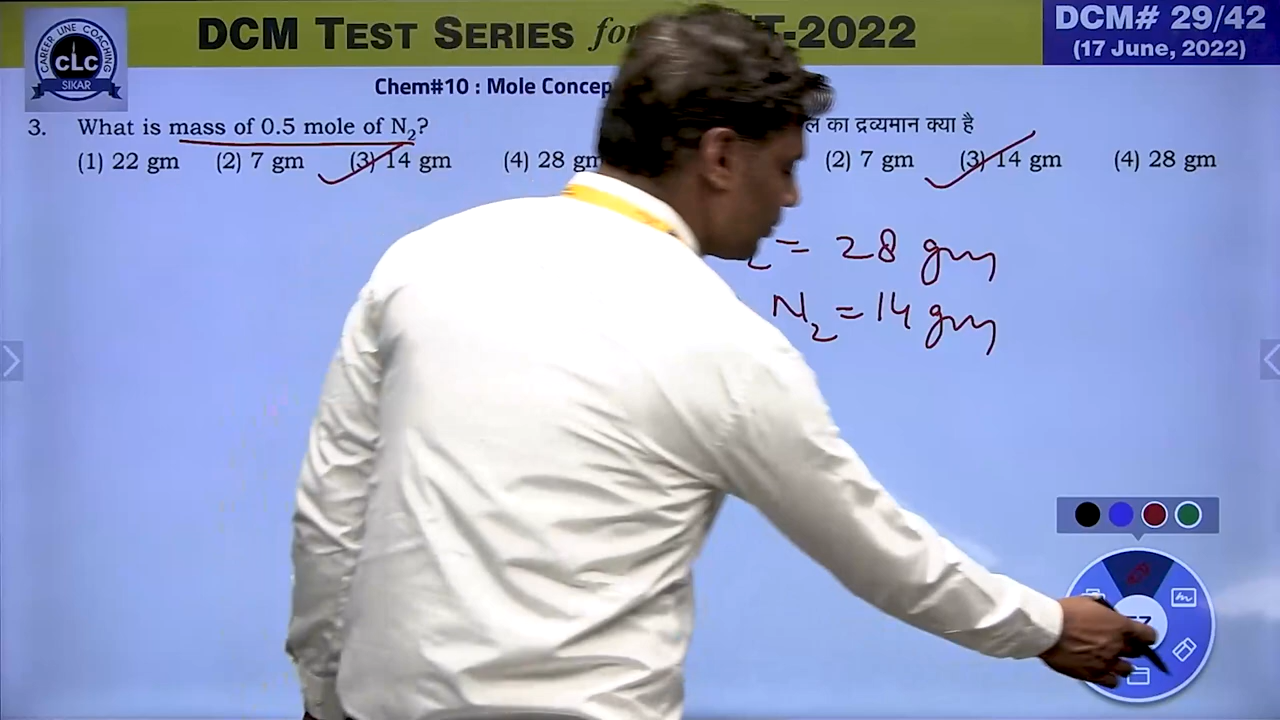 DCM TEST SERIES for T-2022
DCM# 29/42
(17 June, 2022)
CAREER LINE COACHING
CLC
SIKAR
Chem#10 : Mole Concep
3. What is mass of 0.5 mole of N₂?
(1) 22 gm (2) 7 gm (3) 14 gm (4) 28 gm
का द्रव्यमान क्या है
(2) 7 gm (3) 14 gm (4) 28 gm
2 = 28 gm
N₂ = 14 gm